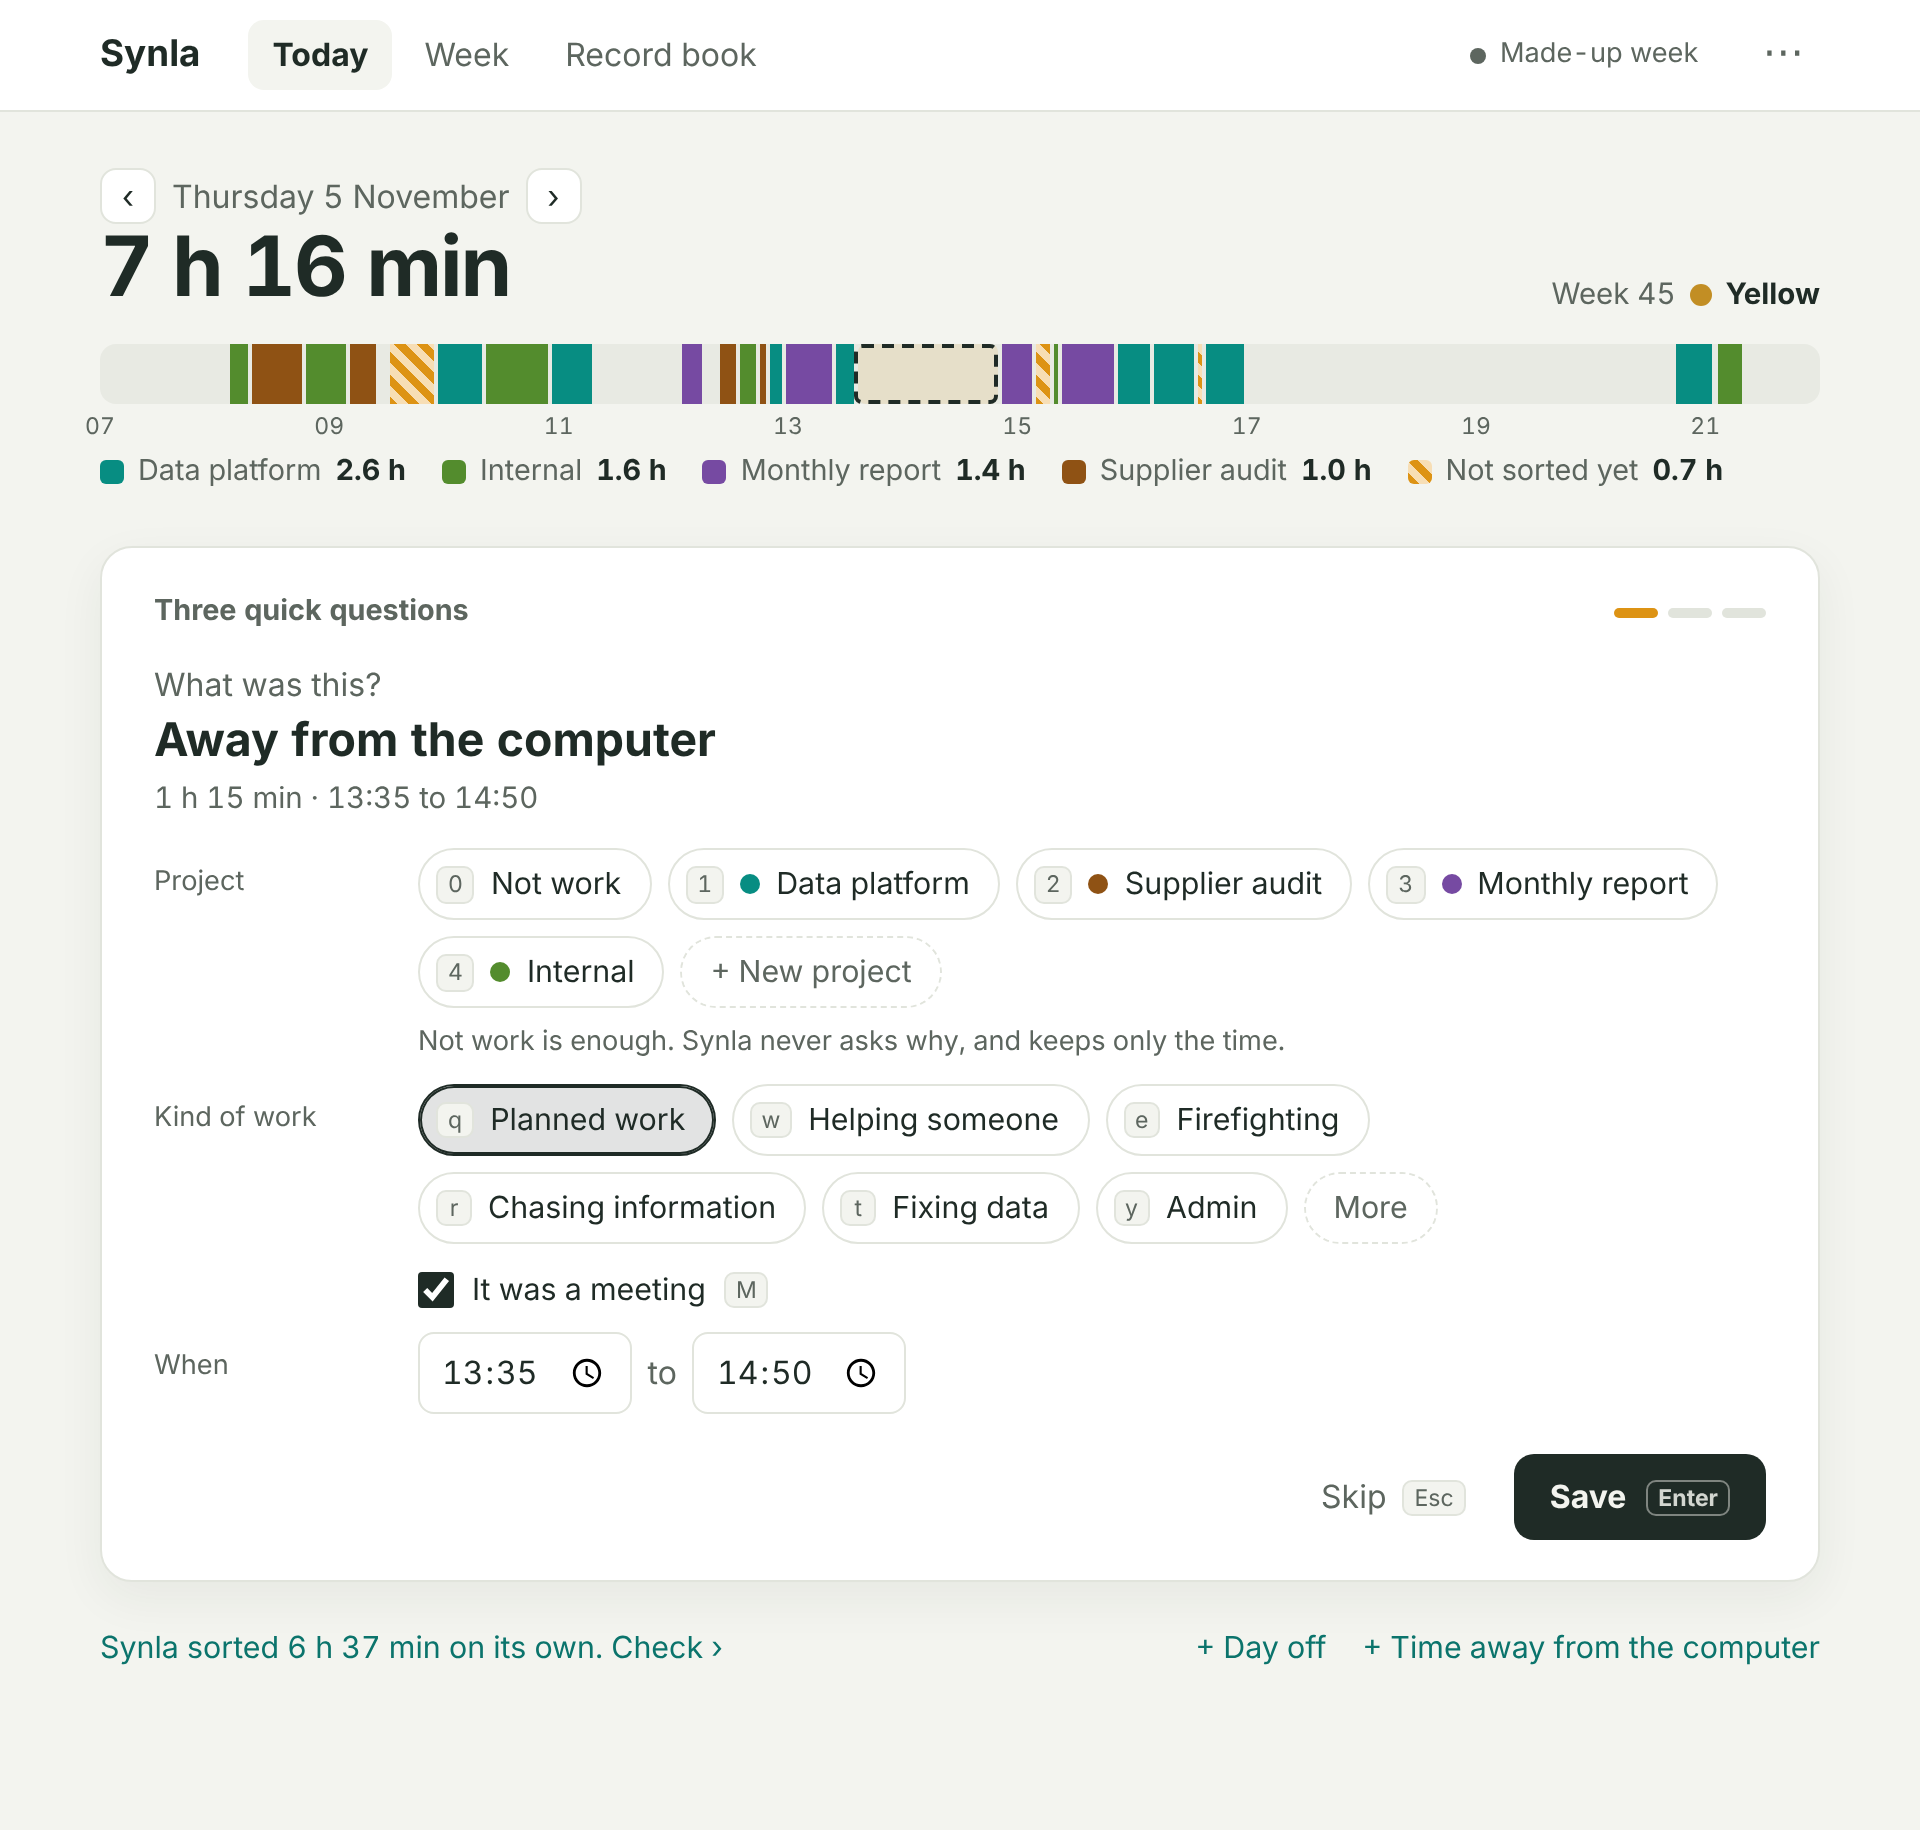 Synla Today Week Record book Made-up week ···
‹ Thursday 5 November ›
7 h 16 min
Week 45 Yellow
07 09 11 13 15 17 19 21
Data platform 2.6 h Internal 1.6 h Monthly report 1.4 h Supplier audit 1.0 h Not sorted yet 0.7 h
Three quick questions
What was this?
Away from the computer
1 h 15 min · 13:35 to 14:50
Project 0 Not work 1 Data platform 2 Supplier audit 3 Monthly report
4 Internal + New project
Not work is enough. Synla never asks why, and keeps only the time.
Kind of work q Planned work w Helping someone e Firefighting
r Chasing information t Fixing data y Admin More
It was a meeting M
When 13:35 to 14:50
Skip Esc Save Enter
Synla sorted 6 h 37 min on its own. Check › + Day off + Time away from the computer